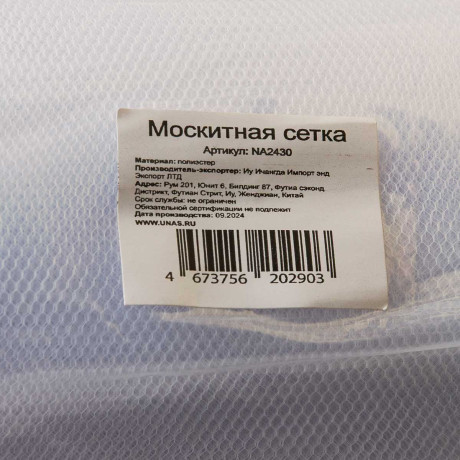 Москитная сетка
Артикул: NA2430
Материал: полиэстер
Производитель-экспортер: Иу Ичангда Импорт энд
Экспорт ЛТД
Адрес: Рум 201, Юнит 6, Билдинг 87, Футиа сэконд
Дистрикт, Футиан Стрит, Иу, Женджиан, Китай
Срок службы: не ограничен
Обязательной сертификации не подлежит
Дата производства: 09.2024
WWW.UNAS.RU
4 673756 202903